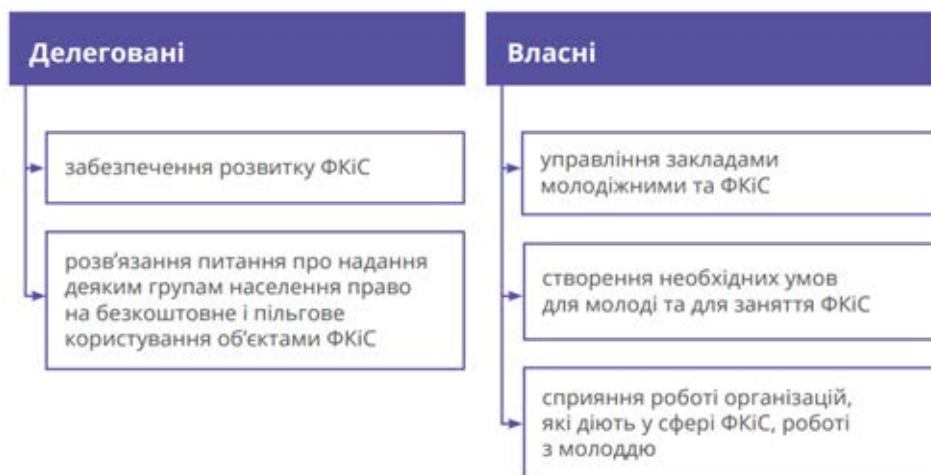 Делеговані
забезпечення розвитку ФКіС
розв'язання питання про надання
деяким групам населення право
на безкоштовне і пільгове
користування об'єктами ФКіС
Власні
управління закладами
молодіжними та ФКіС
створення необхідних умов
для молоді та для заняття ФКіС
сприяння роботі організацій,
які діють у сфері ФКіС, роботі
з молоддю